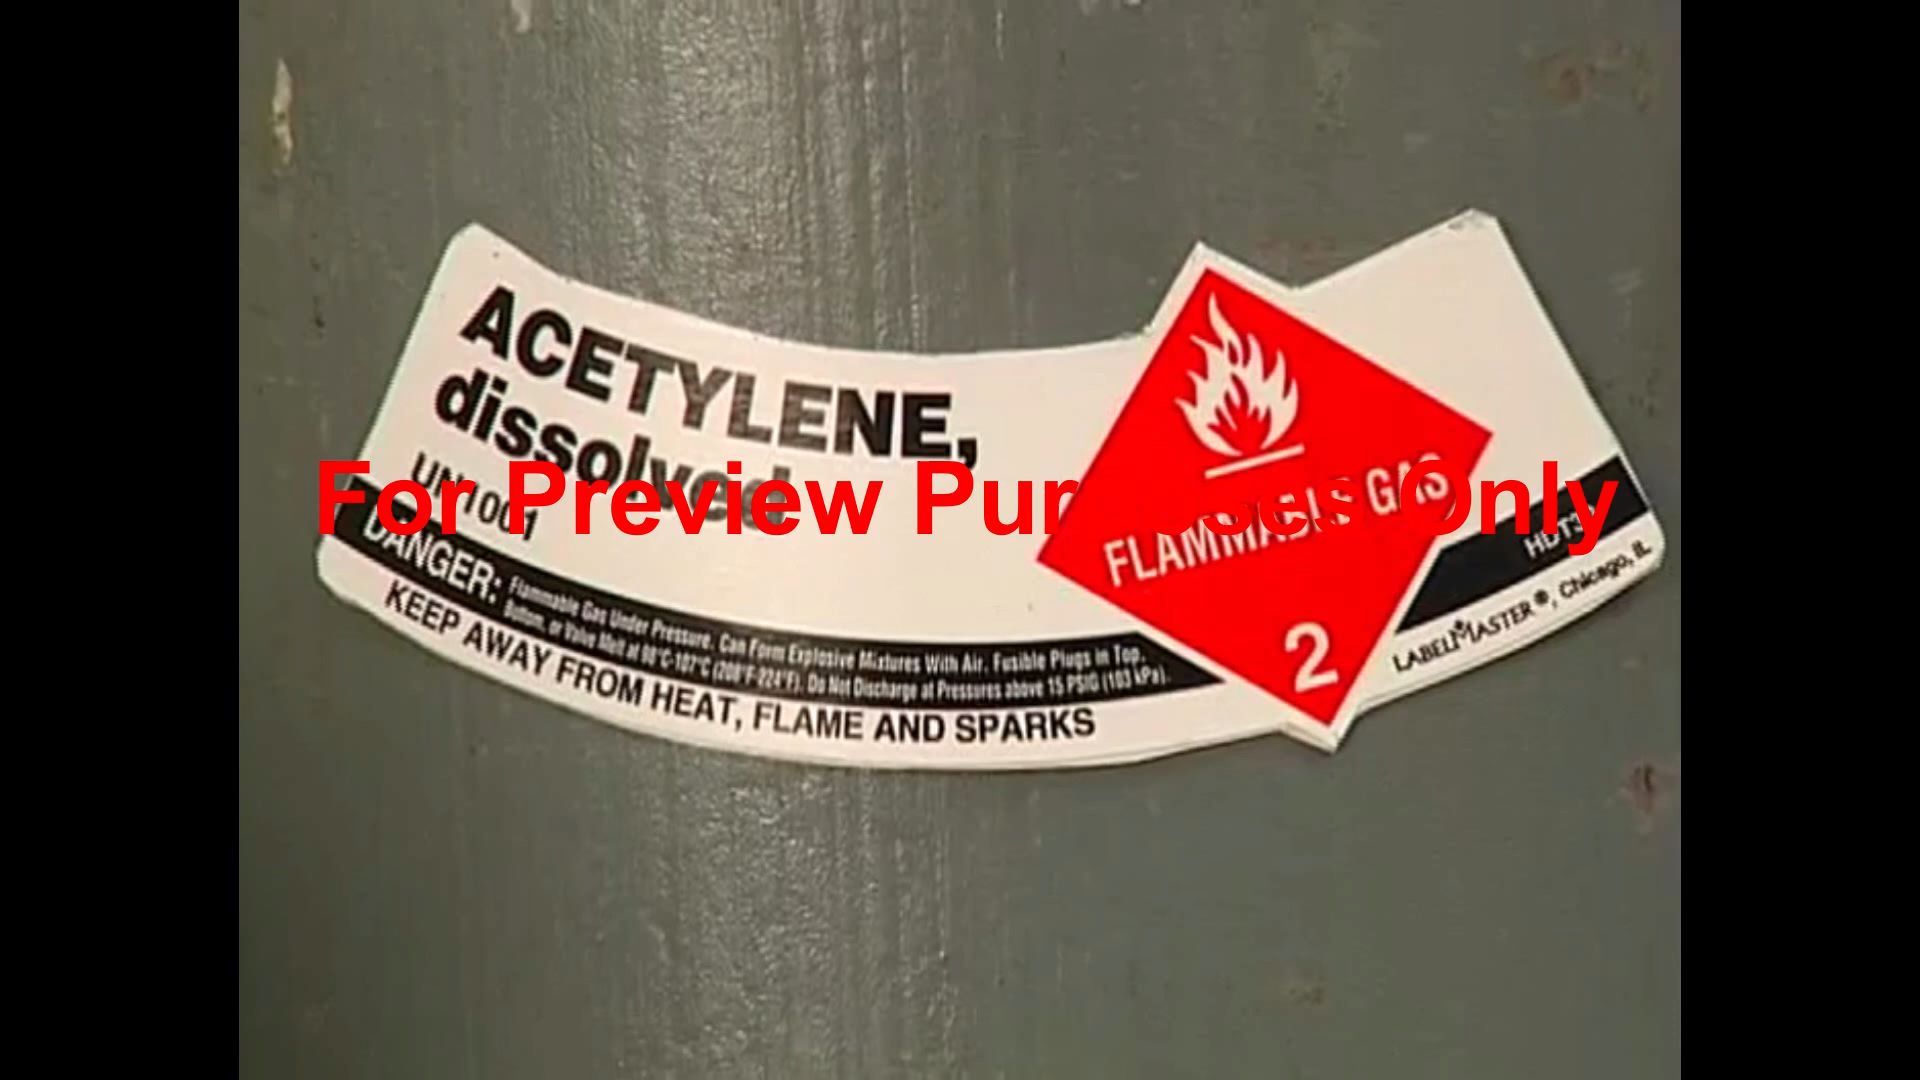 ACETYLENE,
dissolved
UN1001
DANGER: Flammable Gas Under Pressure. Can Form Explosive Mixtures With Air. Fusible Plugs in Top,
Bottom, or Valve Melt at 98°C-107°C (208°F-224°F). Do Not Discharge at Pressures above 15 PSIG (103 kPa).
KEEP AWAY FROM HEAT, FLAME AND SPARKS
FLAMMABLE GAS
2
LABELMASTER®, Chicago, IL
For Preview Purposes Only